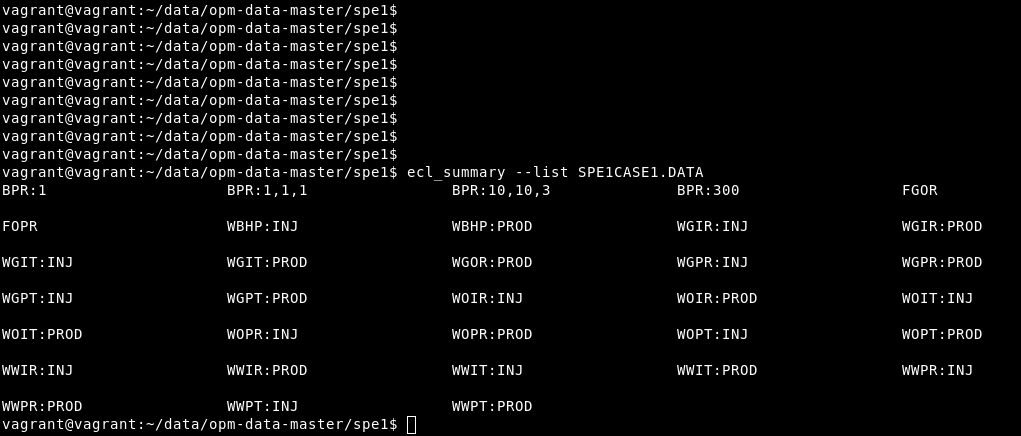 vagrant@vagrant:~/data/opm-data-master/spe1$
vagrant@vagrant:~/data/opm-data-master/spe1$
vagrant@vagrant:~/data/opm-data-master/spe1$
vagrant@vagrant:~/data/opm-data-master/spe1$
vagrant@vagrant:~/data/opm-data-master/spe1$
vagrant@vagrant:~/data/opm-data-master/spe1$
vagrant@vagrant:~/data/opm-data-master/spe1$
vagrant@vagrant:~/data/opm-data-master/spe1$
vagrant@vagrant:~/data/opm-data-master/spe1$
vagrant@vagrant:~/data/opm-data-master/spe1$ ecl_summary --list SPE1CASE1.DATA
BPR:1 BPR:1,1,1 BPR:10,10,3 BPR:300 FGOR
FOPR WBHP:INJ WBHP:PROD WGIR:INJ WGIR:PROD
WGIT:INJ WGIT:PROD WGOR:PROD WGPR:INJ WGPR:PROD
WGPT:INJ WGPT:PROD WOIR:INJ WOIR:PROD WOIT:INJ
WOIT:PROD WOPR:INJ WOPR:PROD WOPT:INJ WOPT:PROD
WWIR:INJ WWIR:PROD WWIT:INJ WWIT:PROD WWPR:INJ
WWPR:PROD WWPT:INJ WWPT:PROD
vagrant@vagrant:~/data/opm-data-master/spe1$